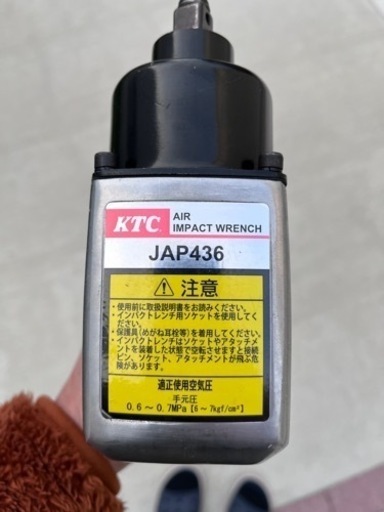 KTC
AIR
IMPACT WRENCH
JAP436
注意
・使用前に取扱説明書をお読みください。
・インパクトレンチ用ソケットを使用してください。
・保護具(めがね耳栓等)を着用してください。
・インパクトレンチはソケットやアタッチメントを装着した状態で空転させますと接続ピン、ソケット、アタッチメントが飛ぶ危険があります。
適正使用空気圧
手元圧
0.6～0.7MPa【6～7kgf/cm²】